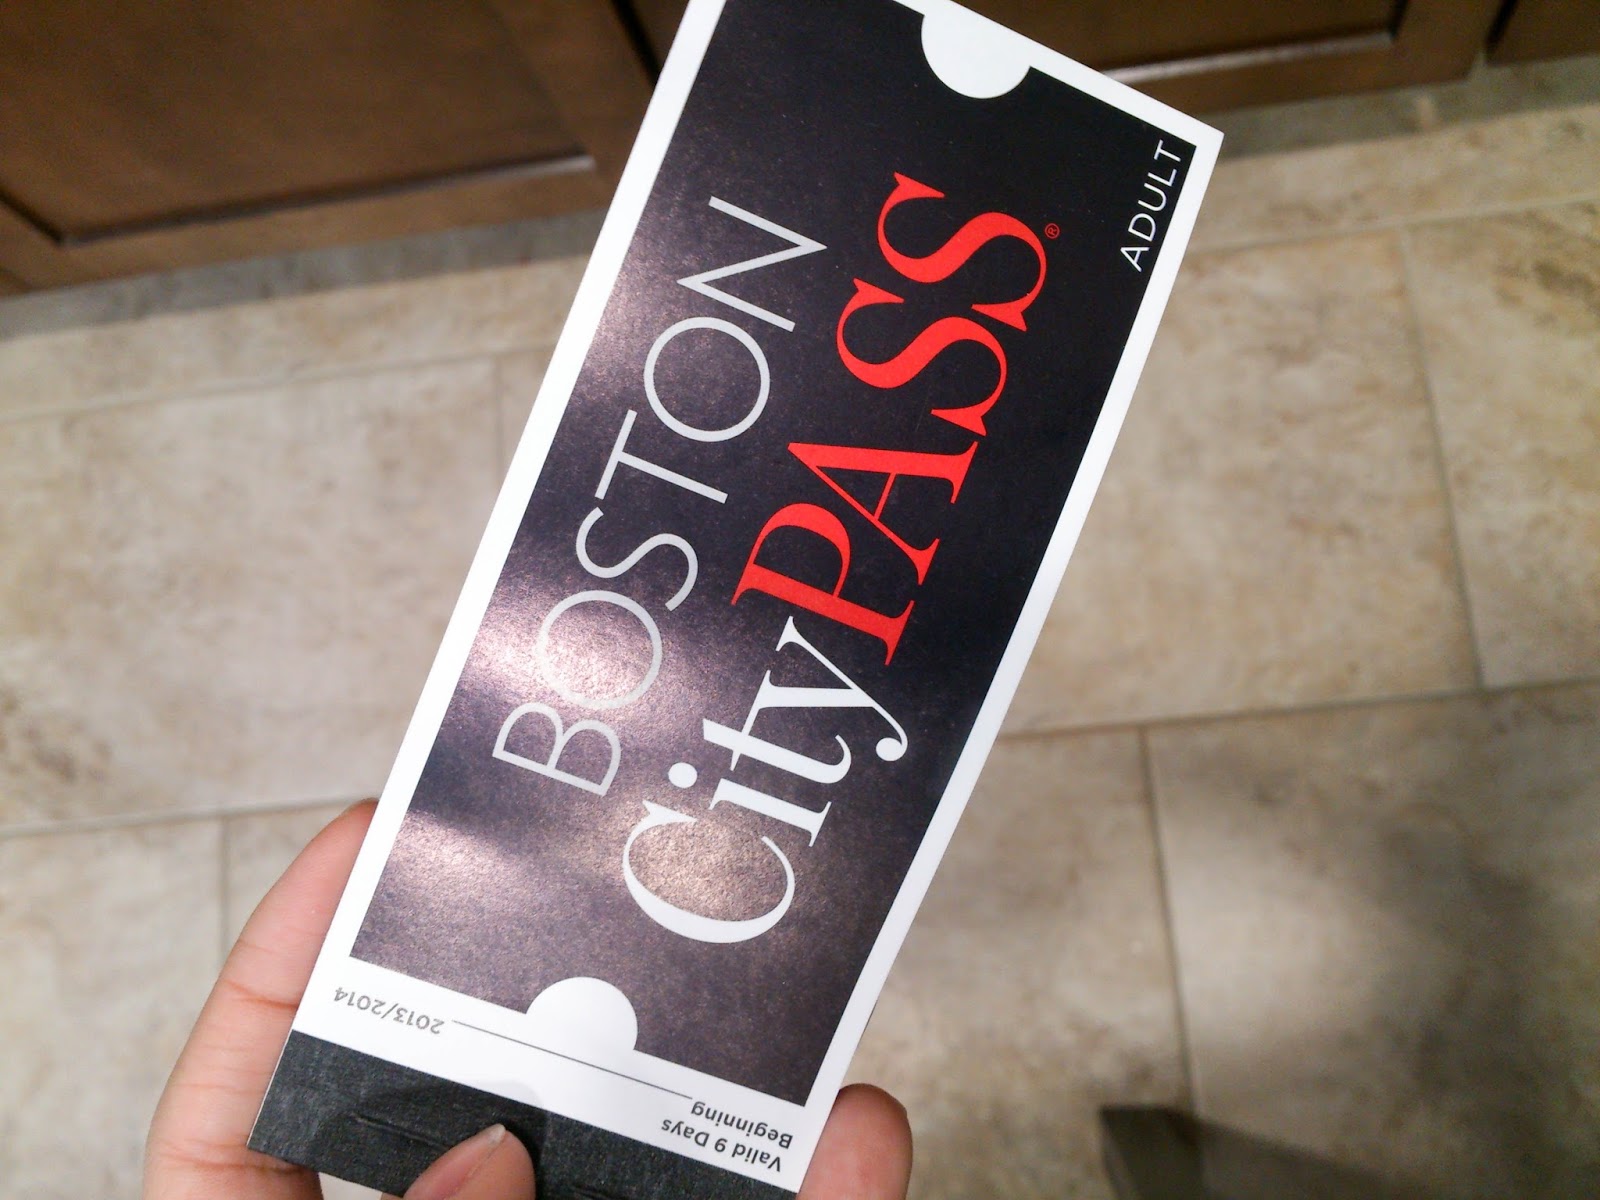 BOSTON
CityPASS®
ADULT
Valid 9 Days
Beginning
2013/2014